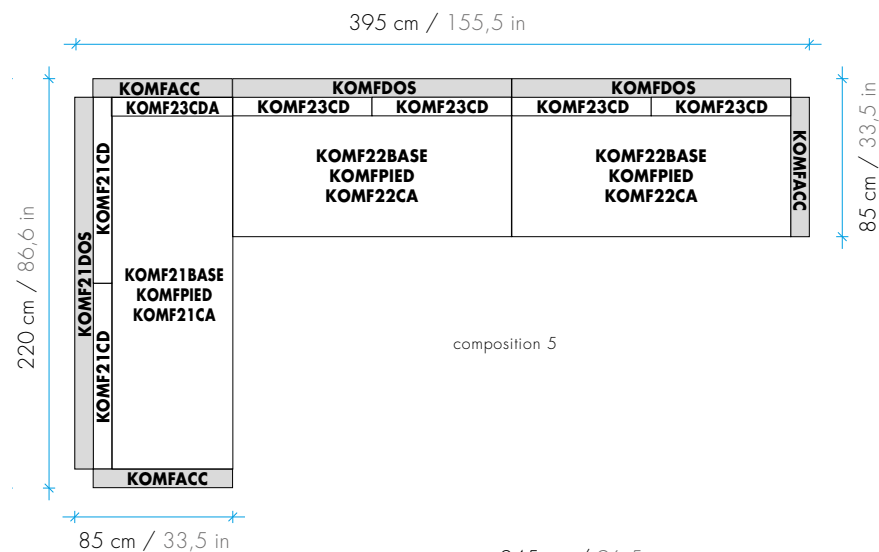 395 cm / 155,5 in
KOMFACC
KOMFDOS
KOMFDOS
KOMF23CDA
KOMF23CD
KOMF23CD
KOMF23CD
KOMF23CD
KOMF21CD
KOMF22BASE
KOMFPIED
KOMF22CA
KOMF22BASE
KOMFPIED
KOMF22CA
KOMFACC
85 cm / 33,5 in
220 cm / 86,6 in
KOMF21DOS
KOMF21BASE
KOMFPIED
KOMF21CA
KOMF21CD
composition 5
KOMFACC
85 cm / 33,5 in